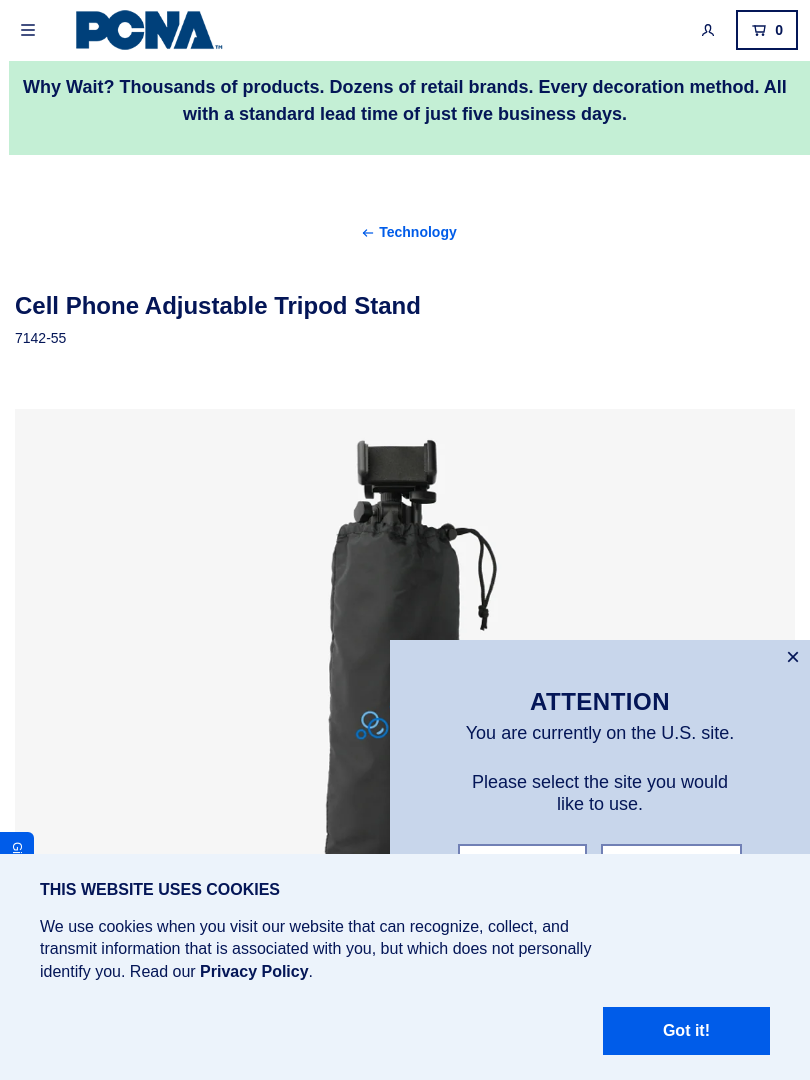 PCNA™
0
Why Wait? Thousands of products. Dozens of retail brands. Every decoration method. All
with a standard lead time of just five business days.
← Technology
Cell Phone Adjustable Tripod Stand
7142-55
×
ATTENTION
You are currently on the U.S. site.
Please select the site you would
like to use.
THIS WEBSITE USES COOKIES
We use cookies when you visit our website that can recognize, collect, and
transmit information that is associated with you, but which does not personally
identify you. Read our Privacy Policy.
Got it!